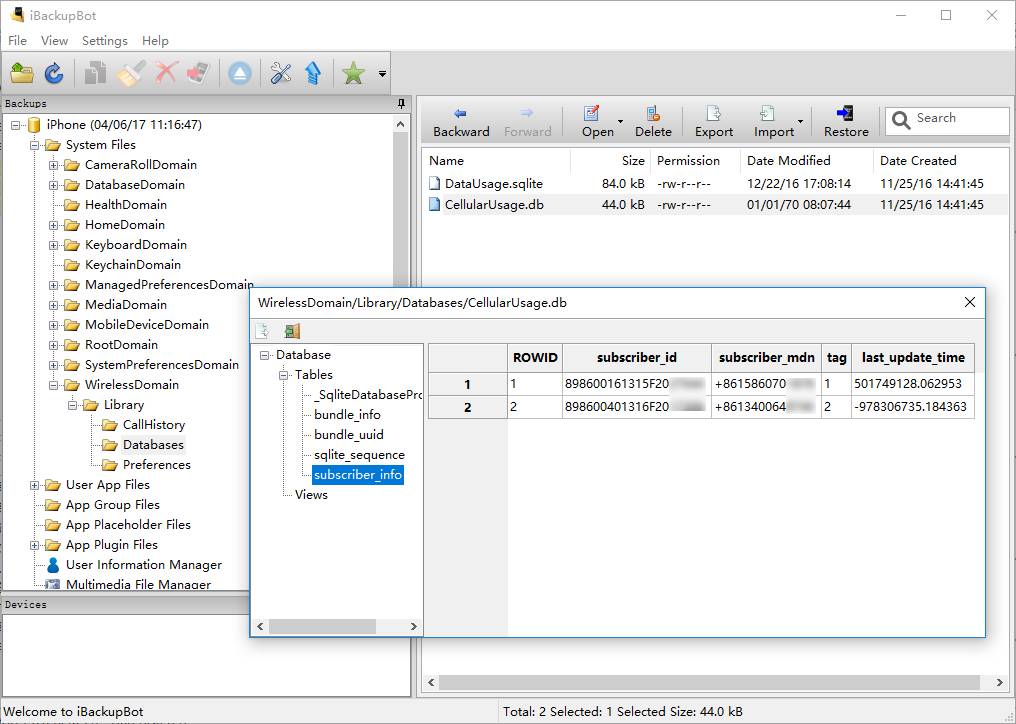 iBackupBot
File View Settings Help
Backups
iPhone (04/06/17 11:16:47)
System Files
CameraRollDomain
DatabaseDomain
HealthDomain
HomeDomain
KeyboardDomain
KeychainDomain
ManagedPreferencesDomain
MediaDomain
MobileDeviceDomain
RootDomain
SystemPreferencesDomain
WirelessDomain
Library
CallHistory
Databases
Preferences
User App Files
App Group Files
App Placeholder Files
App Plugin Files
User Information Manager
Multimedia File Manager
Devices
Backward Forward Open Delete Export Import Restore Search
Name Size Permission Date Modified Date Created
DataUsage.sqlite 84.0 kB -rw-r--r-- 12/22/16 17:08:14 11/25/16 14:41:45
CellularUsage.db 44.0 kB -rw-r--r-- 01/01/70 08:07:44 11/25/16 14:41:45
WirelessDomain/Library/Databases/CellularUsage.db
Database
Tables
_SqliteDatabasePro
bundle_info
bundle_uuid
sqlite_sequence
subscriber_info
Views
ROWID subscriber_id subscriber_mdn tag last_update_time
1 1 898600161315F20 +861586070 1 501749128.062953
2 2 898600401316F20 +861340064 2 -978306735.184363
Welcome to iBackupBot
Total: 2 Selected: 1 Selected Size: 44.0 kB